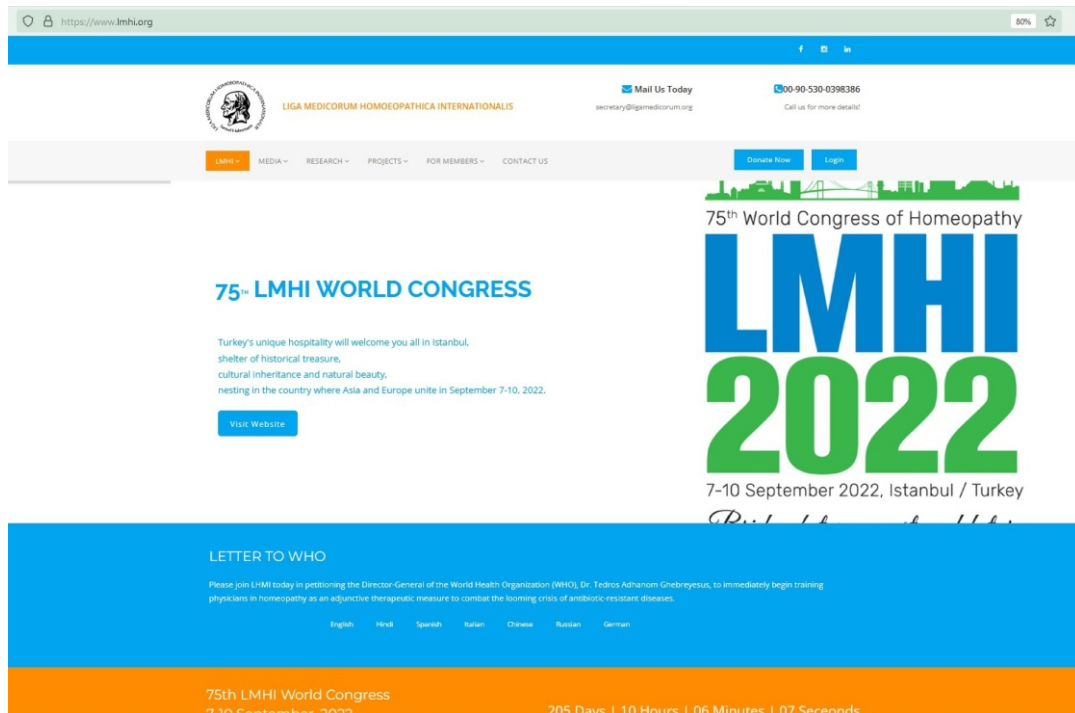 https://www.lmhi.org
80%
LIGA MEDICORUM HOMOEOPATHICA INTERNATIONALIS
Mail Us Today
secretary@ligamedicorum.org
00-90-530-0398386
Call us for more details!
LMHI
MEDIA
RESEARCH
PROJECTS
FOR MEMBERS
CONTACT US
Donate Now
Login
75th World Congress of Homeopathy
LMHI
2022
7-10 September 2022, Istanbul / Turkey
75TH LMHI WORLD CONGRESS
Turkey's unique hospitality will welcome you all in Istanbul,
shelter of historical treasure,
cultural inheritance and natural beauty,
nesting in the country where Asia and Europe unite in September 7-10, 2022.
Visit Website
LETTER TO WHO
Please join LHMI today in petitioning the Director-General of the World Health Organization (WHO), Dr. Tedros Adhanom Ghebreyesus, to immediately begin training
physicians in homeopathy as an adjunctive therapeutic measure to combat the looming crisis of antibiotic-resistant diseases.
English Hindi Spanish Italian Chinese Russian German
75th LMHI World Congress
7-10 September, 2022
205 Days | 10 Hours | 06 Minutes | 07 Seceonds